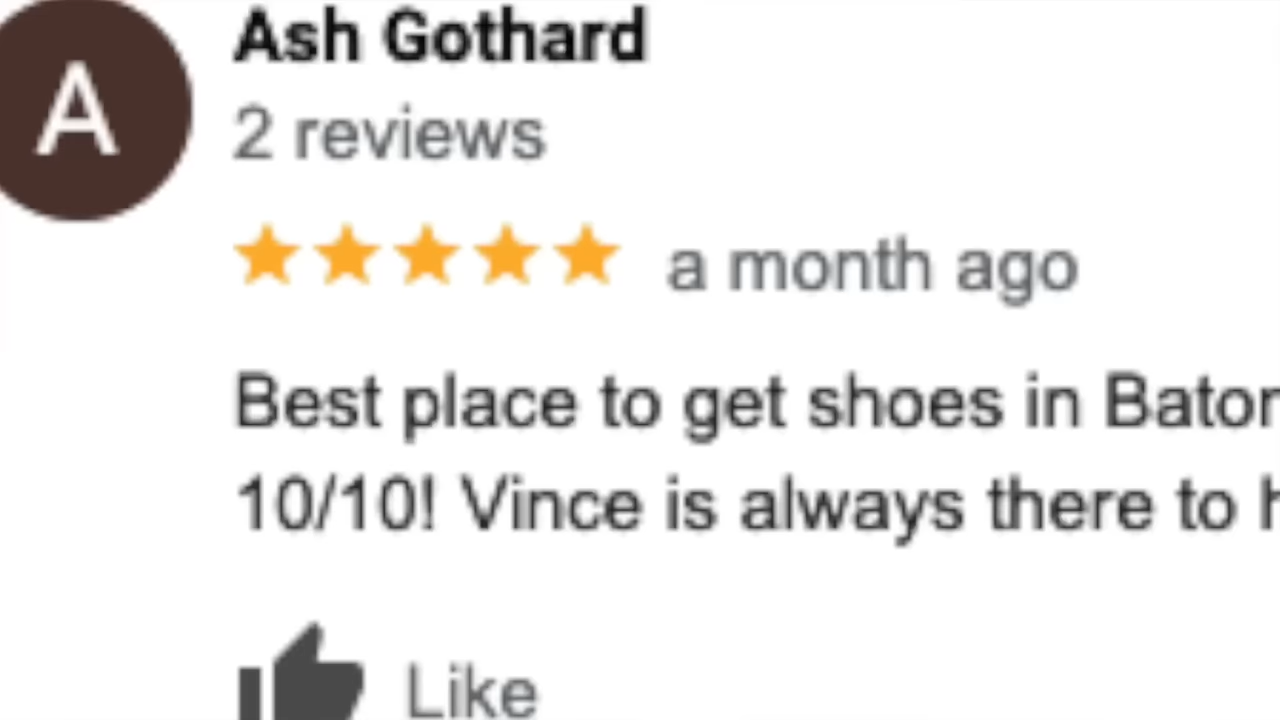 A
Ash Gothard
2 reviews
a month ago
Best place to get shoes in
10/10! Vince is always there to
Like